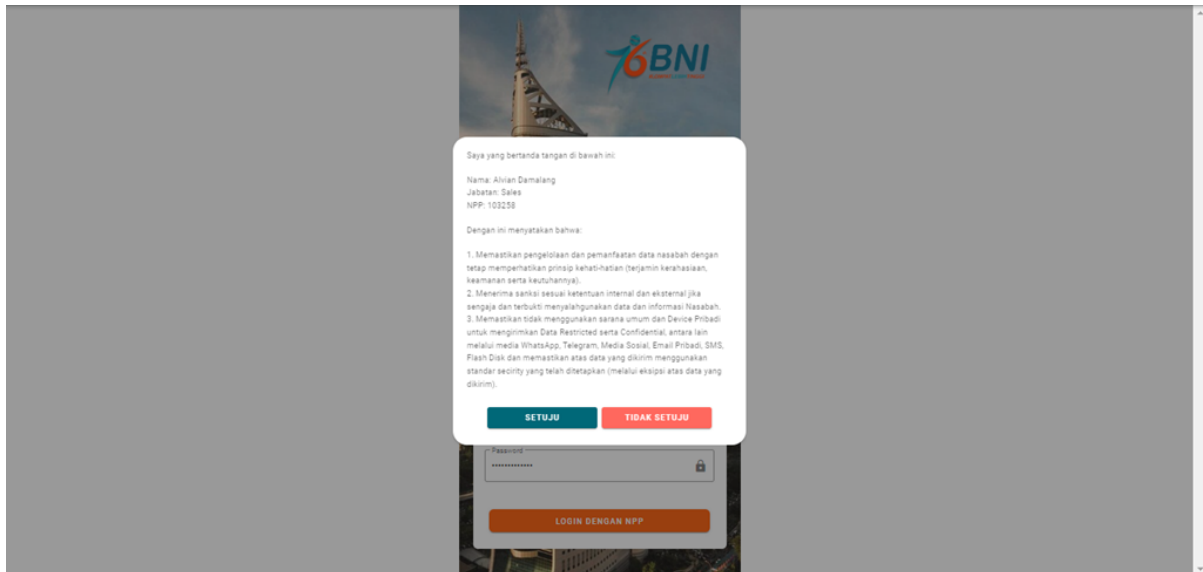 76 BNI
Saya yang bertanda tangan di bawah ini:
Nama: Alvian Damalang
Jabatan: Sales
NPP: 103258
Dengan ini menyatakan bahwa:
1. Memastikan pengelolaan dan pemanfaatan data nasabah dengan
tetap memperhatikan prinsip kehati-hatian (terjamin kerahasiaan,
keamanan serta keutuhannya).
2. Menerima sanksi sesuai ketentuan internal dan eksternal jika
sengaja dan terbukti menyalahgunakan data dan informasi Nasabah.
3. Memastikan tidak menggunakan sarana umum dan Device Pribadi
untuk mengirimkan Data Restricted serta Confidential, antara lain
melalui media WhatsApp, Telegram, Media Sosial, Email Pribadi, SMS,
Flash Disk dan memastikan atas data yang dikirim menggunakan
standar secirity yang telah ditetapkan (melalui eksipsi atas data yang
dikirim).
SETUJU TIDAK SETUJU
Password
LOGIN DENGAN NPP